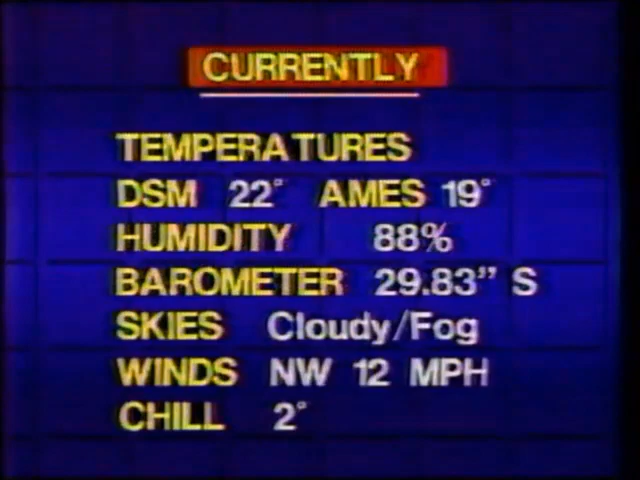 CURRENTLY
TEMPERATURES
DSM 22° AMES 19°
HUMIDITY 88%
BAROMETER 29.83" S
SKIES Cloudy/Fog
WINDS NW 12 MPH
CHILL 2°